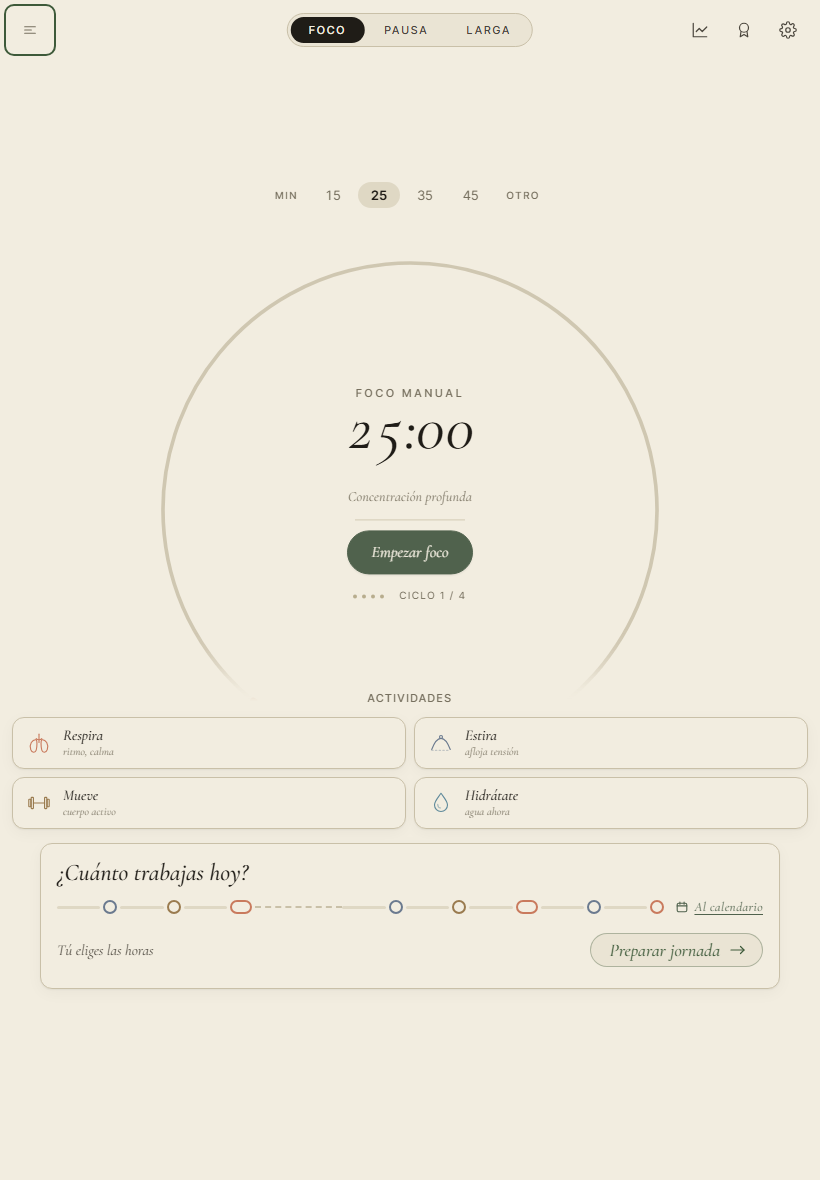 FOCO PAUSA LARGA
MIN 15 25 35 45 OTRO
FOCO MANUAL
25:00
Concentración profunda
Empezar foco
CICLO 1 / 4
ACTIVIDADES
Respira
ritmo, calma
Estira
afloja tensión
Mueve
cuerpo activo
Hidrátate
agua ahora
¿Cuánto trabajas hoy?
Al calendario
Tú eliges las horas
Preparar jornada